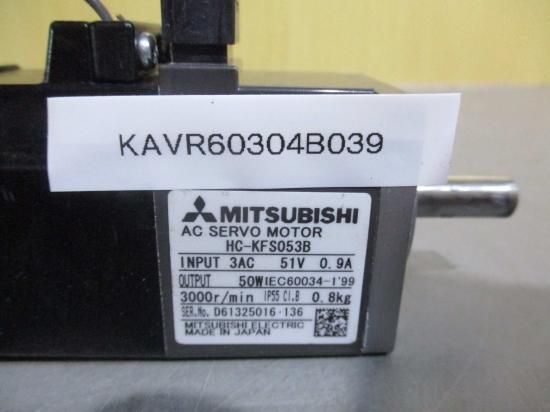 KAVR60304B039
MITSUBISHI
AC SERVO MOTOR
HC-KFS053B
INPUT 3AC 51V 0.9A
OUTPUT 50W IEC60034-1'99
3000r/min IP55 Cl.B 0.8kg
SER.No. D61325016-136
MITSUBISHI ELECTRIC
MADE IN JAPAN